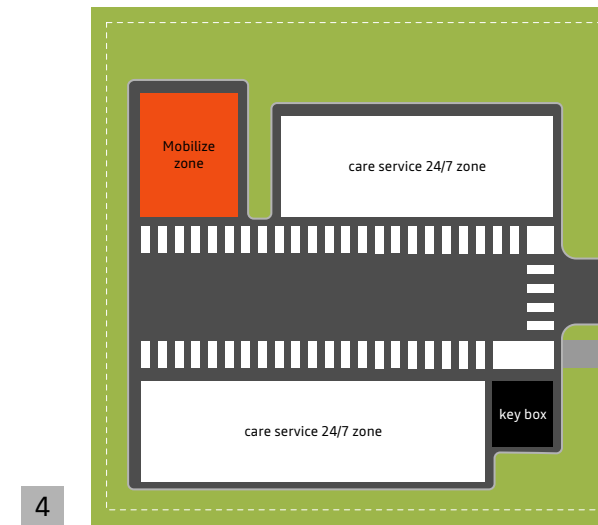 Mobilize
zone
care service 24/7 zone
care service 24/7 zone
key box
4